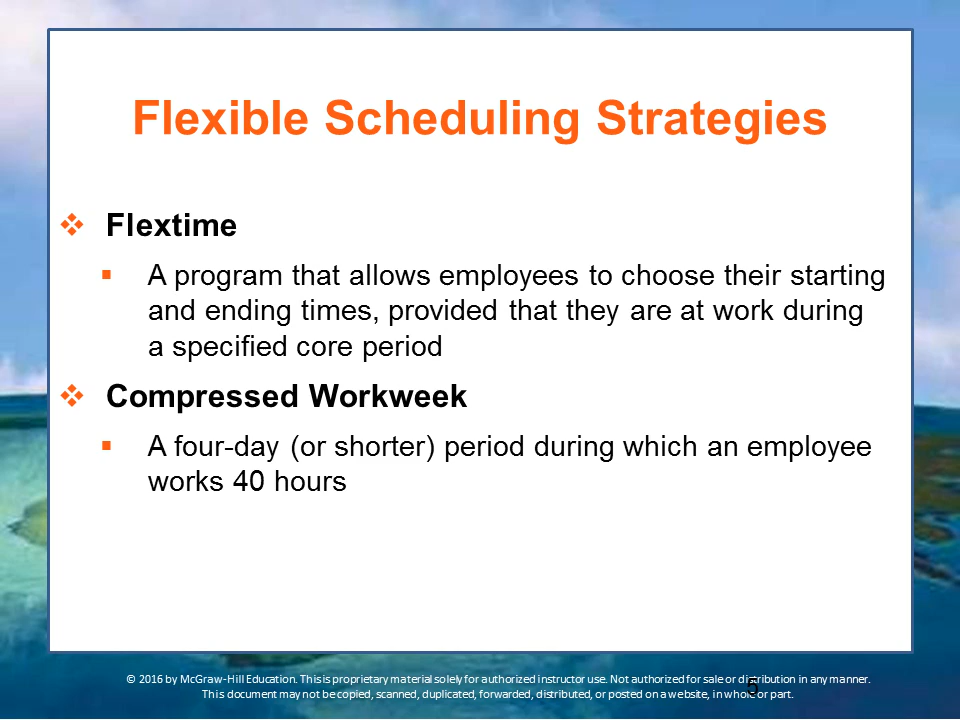 Flexible Scheduling Strategies
❖ Flextime
▪ A program that allows employees to choose their starting
and ending times, provided that they are at work during
a specified core period
❖ Compressed Workweek
▪ A four-day (or shorter) period during which an employee
works 40 hours
© 2016 by McGraw-Hill Education. This is proprietary material solely for authorized instructor use. Not authorized for sale or distribution in any manner.
This document may not be copied, scanned, duplicated, forwarded, distributed, or posted on a website, in whole or part.
5